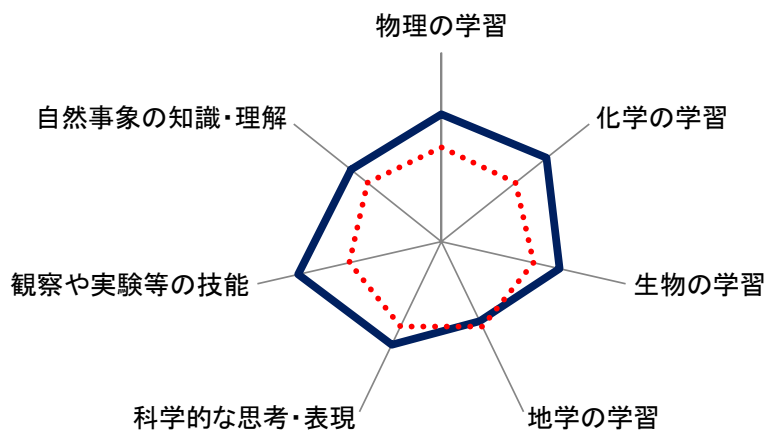 物理の学習
自然事象の知識・理解
化学の学習
観察や実験等の技能
生物の学習
科学的な思考・表現
地学の学習